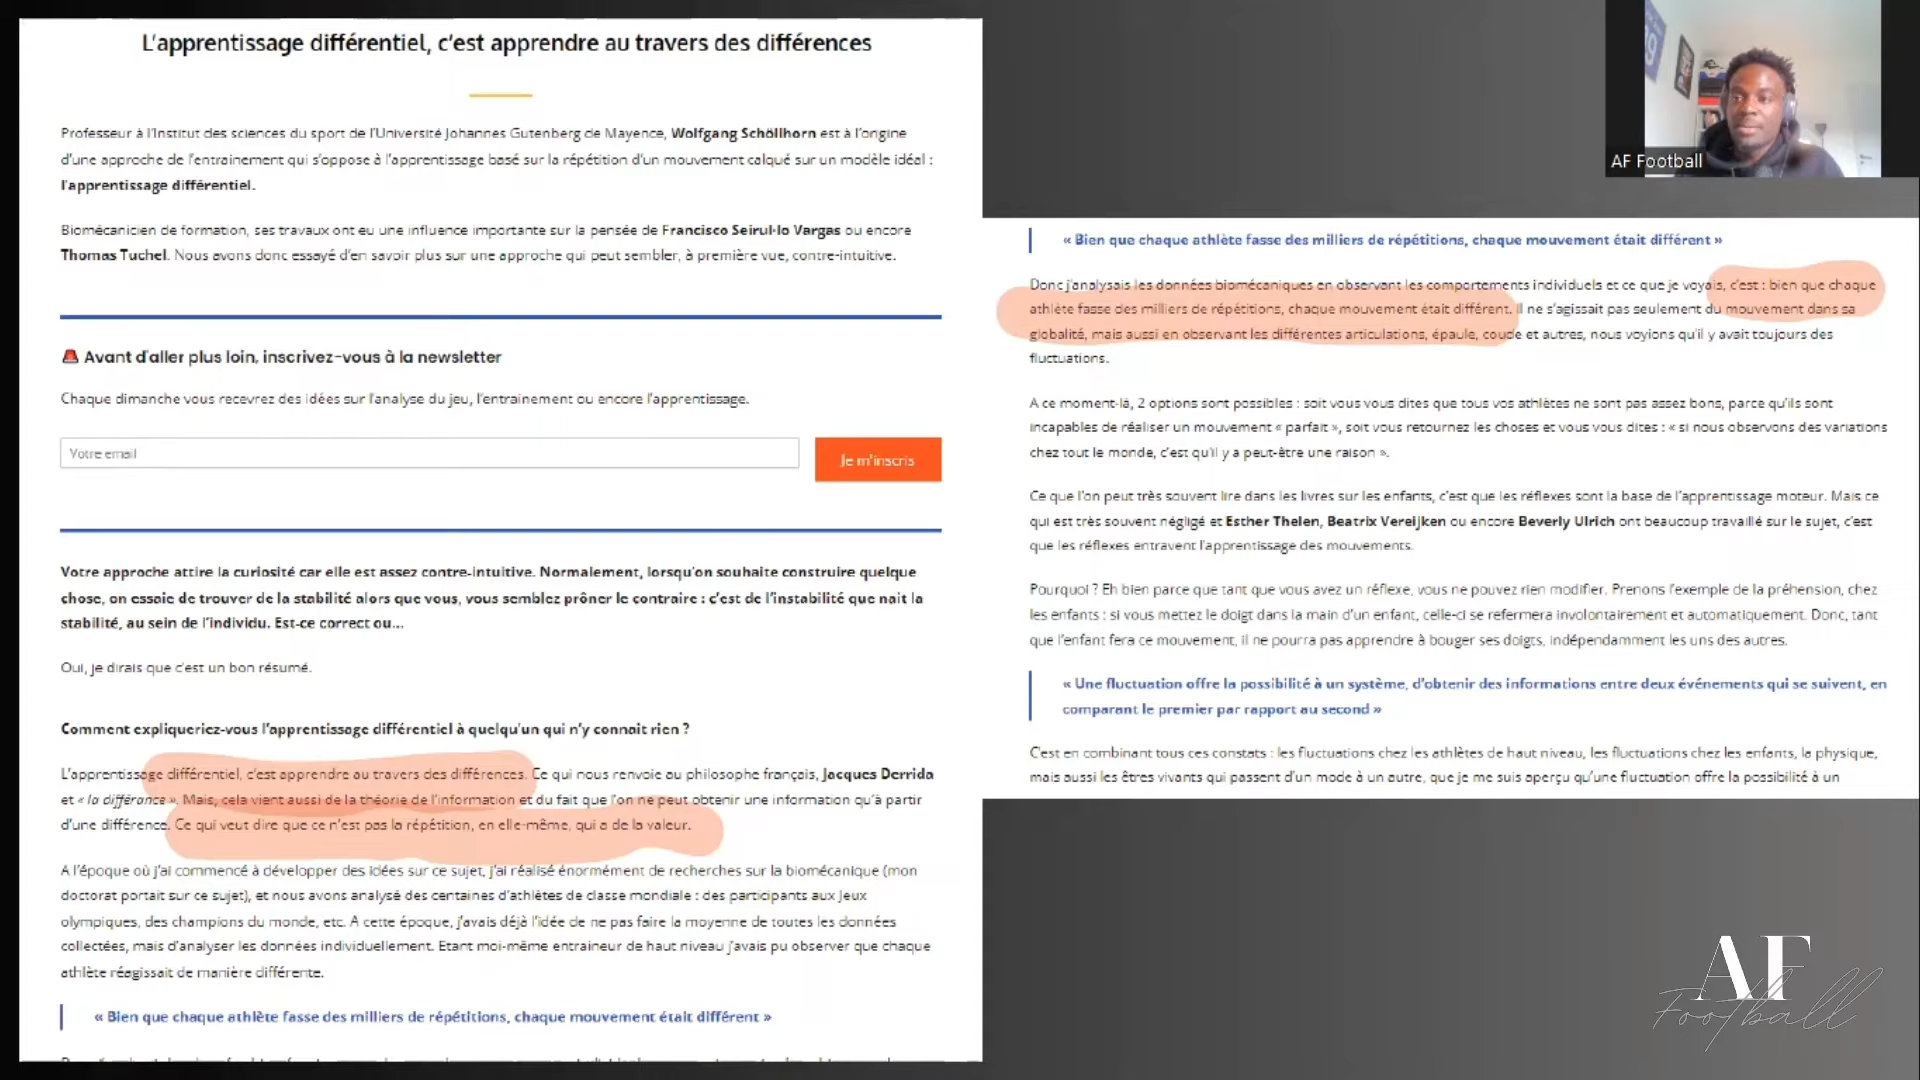 L'apprentissage différentiel, c'est apprendre au travers des différences
Professeur à l'Institut des sciences du sport de l'Université Johannes Gutenberg de Mayence, Wolfgang Schöllhorn est à l'origine
d'une approche de l'entrainement qui s'oppose à l'apprentissage basé sur la répétition d'un mouvement calqué sur un modèle idéal :
l'apprentissage différentiel.
Biomécanicien de formation, ses travaux ont eu une influence importante sur la pensée de Francisco Seirul·lo Vargas ou encore
Thomas Tuchel. Nous avons donc essayé d'en savoir plus sur une approche qui peut sembler, à première vue, contre-intuitive.
🚨 Avant d'aller plus loin, inscrivez-vous à la newsletter
Chaque dimanche vous recevrez des idées sur l'analyse du jeu, l'entrainement ou encore l'apprentissage.
Votre email
Je m'inscris
Votre approche attire la curiosité car elle est assez contre-intuitive. Normalement, lorsqu'on souhaite construire quelque
chose, on essaie de trouver de la stabilité alors que vous, vous semblez prôner le contraire : c'est de l'instabilité que nait la
stabilité, au sein de l'individu. Est-ce correct ou…
Oui, je dirais que c'est un bon résumé.
Comment expliqueriez-vous l'apprentissage différentiel à quelqu'un qui n'y connait rien ?
L'apprentissage différentiel, c'est apprendre au travers des différences. Ce qui nous renvoie au philosophe français, Jacques Derrida
et « la différance ». Mais, cela vient aussi de la théorie de l'information et du fait que l'on ne peut obtenir une information qu'à partir
d'une différence. Ce qui veut dire que ce n'est pas la répétition, en elle-même, qui a de la valeur.
A l'époque où j'ai commencé à développer des idées sur ce sujet, j'ai réalisé énormément de recherches sur la biomécanique (mon
doctorat portait sur ce sujet), et nous avons analysé des centaines d'athlètes de classe mondiale : des participants aux Jeux
olympiques, des champions du monde, etc. A cette époque, j'avais déjà l'idée de ne pas faire la moyenne de toutes les données
collectées, mais d'analyser les données individuellement. Etant moi-même entraineur de haut niveau j'avais pu observer que chaque
athlète réagissait de manière différente.
« Bien que chaque athlète fasse des milliers de répétitions, chaque mouvement était différent »
AF Football
« Bien que chaque athlète fasse des milliers de répétitions, chaque mouvement était différent »
Donc j'analysais les données biomécaniques en observant les comportements individuels et ce que je voyais, c'est : bien que chaque
athlète fasse des milliers de répétitions, chaque mouvement était différent. Il ne s'agissait pas seulement du mouvement dans sa
globalité, mais aussi en observant les différentes articulations, épaule, coude et autres, nous voyions qu'il y avait toujours des
fluctuations.
A ce moment-là, 2 options sont possibles : soit vous vous dites que tous vos athlètes ne sont pas assez bons, parce qu'ils sont
incapables de réaliser un mouvement « parfait », soit vous retournez les choses et vous vous dites : « si nous observons des variations
chez tout le monde, c'est qu'il y a peut-être une raison ».
Ce que l'on peut très souvent lire dans les livres sur les enfants, c'est que les réflexes sont la base de l'apprentissage moteur. Mais ce
qui est très souvent négligé et Esther Thelen, Beatrix Vereijken ou encore Beverly Ulrich ont beaucoup travaillé sur le sujet, c'est
que les réflexes entravent l'apprentissage des mouvements.
Pourquoi ? Eh bien parce que tant que vous avez un réflexe, vous ne pouvez rien modifier. Prenons l'exemple de la préhension, chez
les enfants : si vous mettez le doigt dans la main d'un enfant, celle-ci se refermera involontairement et automatiquement. Donc, tant
que l'enfant fera ce mouvement, il ne pourra pas apprendre à bouger ses doigts, indépendamment les uns des autres.
« Une fluctuation offre la possibilité à un système, d'obtenir des informations entre deux événements qui se suivent, en
comparant le premier par rapport au second »
C'est en combinant tous ces constats : les fluctuations chez les athlètes de haut niveau, les fluctuations chez les enfants, la physique,
mais aussi les êtres vivants qui passent d'un mode à un autre, que je me suis aperçu qu'une fluctuation offre la possibilité à un
AF
Football